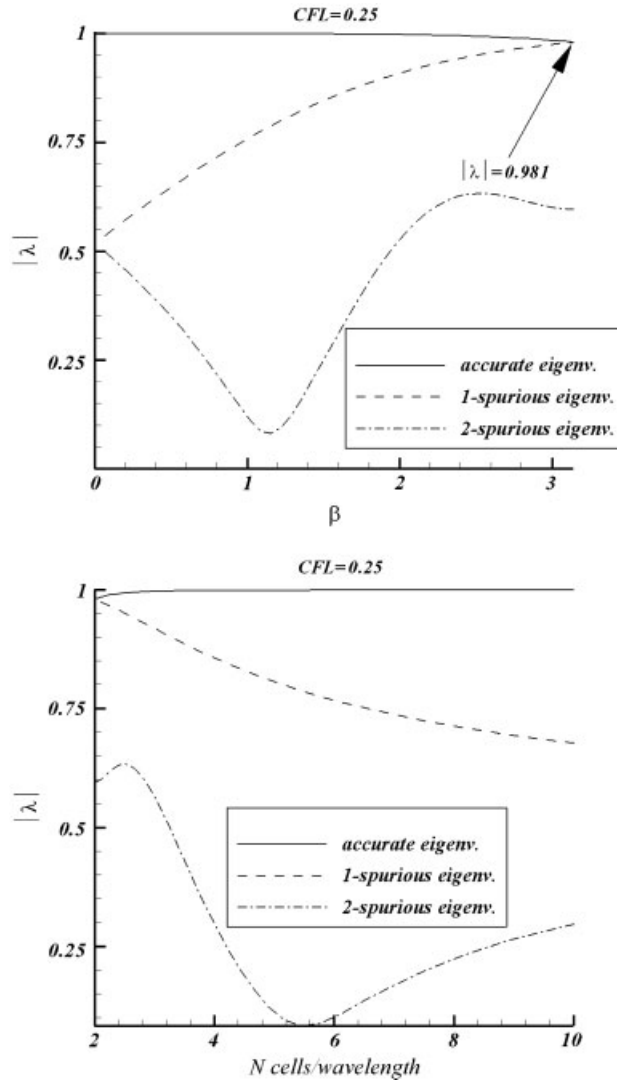 CFL=0.25
1
0.75
0.5
0.25
|λ|
|λ|=0.981
accurate eigenv.
1-spurious eigenv.
2-spurious eigenv.
0 1 2 3
β
CFL=0.25
1
0.75
0.5
0.25
|λ|
accurate eigenv.
1-spurious eigenv.
2-spurious eigenv.
2 4 6 8 10
N cells/wavelength